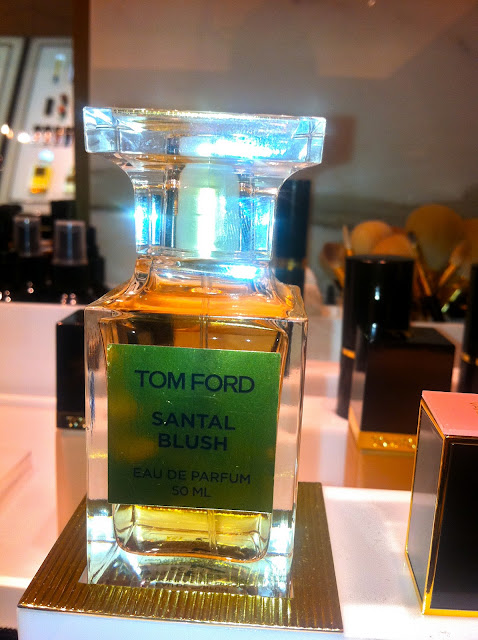 TOM FORD
SANTAL
BLUSH
EAU DE PARFUM
50 ML